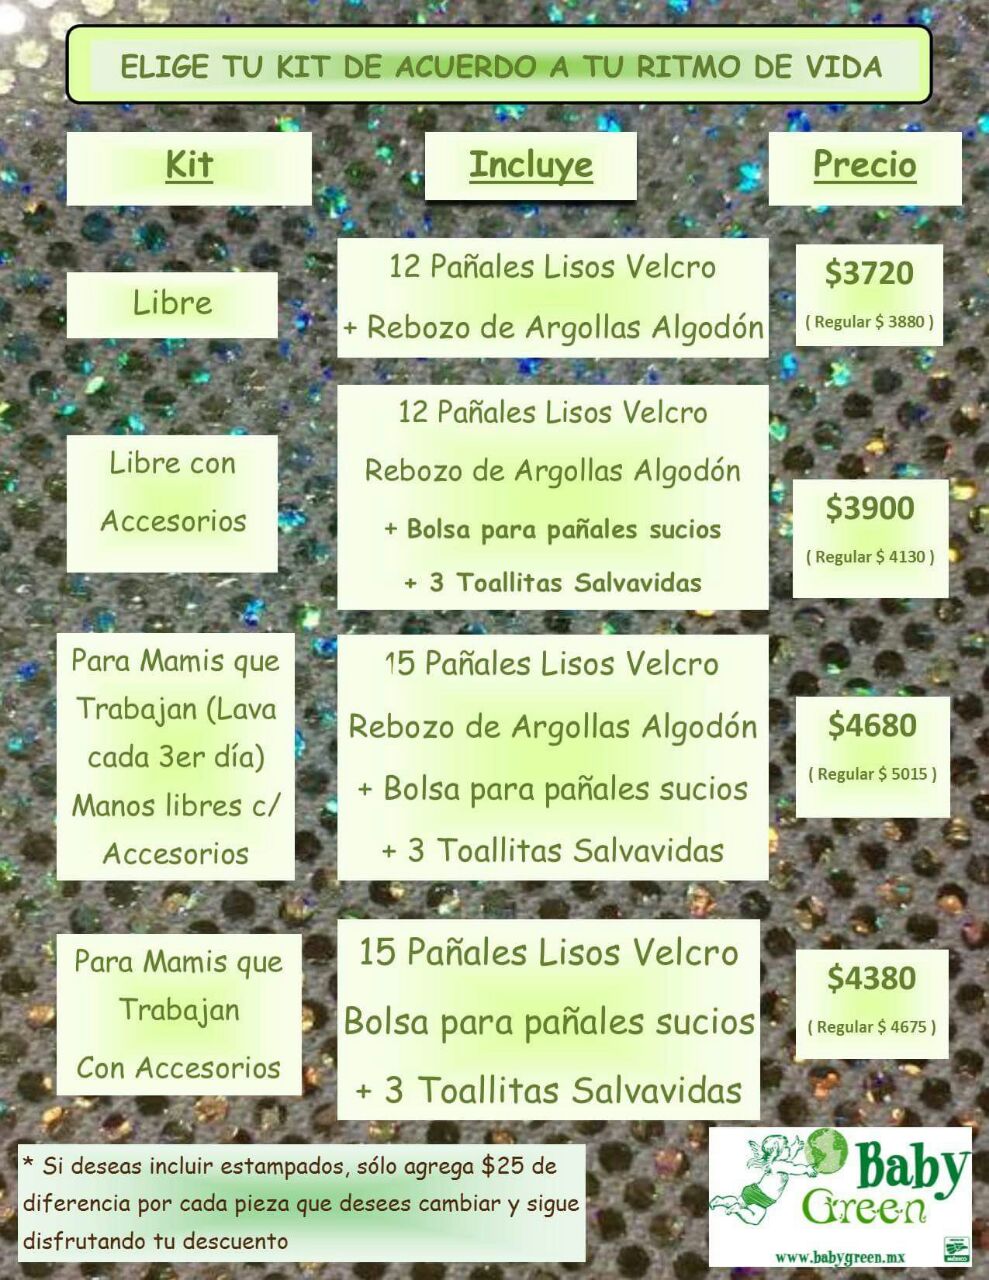 ELIGE TU KIT DE ACUERDO A TU RITMO DE VIDA
Kit
Incluye
Precio
Libre
12 Pañales Lisos Velcro
+ Rebozo de Argollas Algodón
$3720
( Regular $ 3880 )
Libre con
Accesorios
12 Pañales Lisos Velcro
Rebozo de Argollas Algodón
+ Bolsa para pañales sucios
+ 3 Toallitas Salvavidas
$3900
( Regular $ 4130 )
Para Mamis que
Trabajan (Lava
cada 3er día)
Manos libres c/
Accesorios
15 Pañales Lisos Velcro
Rebozo de Argollas Algodón
+ Bolsa para pañales sucios
+ 3 Toallitas Salvavidas
$4680
( Regular $ 5015 )
Para Mamis que
Trabajan
Con Accesorios
15 Pañales Lisos Velcro
Bolsa para pañales sucios
+ 3 Toallitas Salvavidas
$4380
( Regular $ 4675 )
* Si deseas incluir estampados, sólo agrega $25 de
diferencia por cada pieza que desees cambiar y sigue
disfrutando tu descuento
Baby
Green
www.babygreen.mx